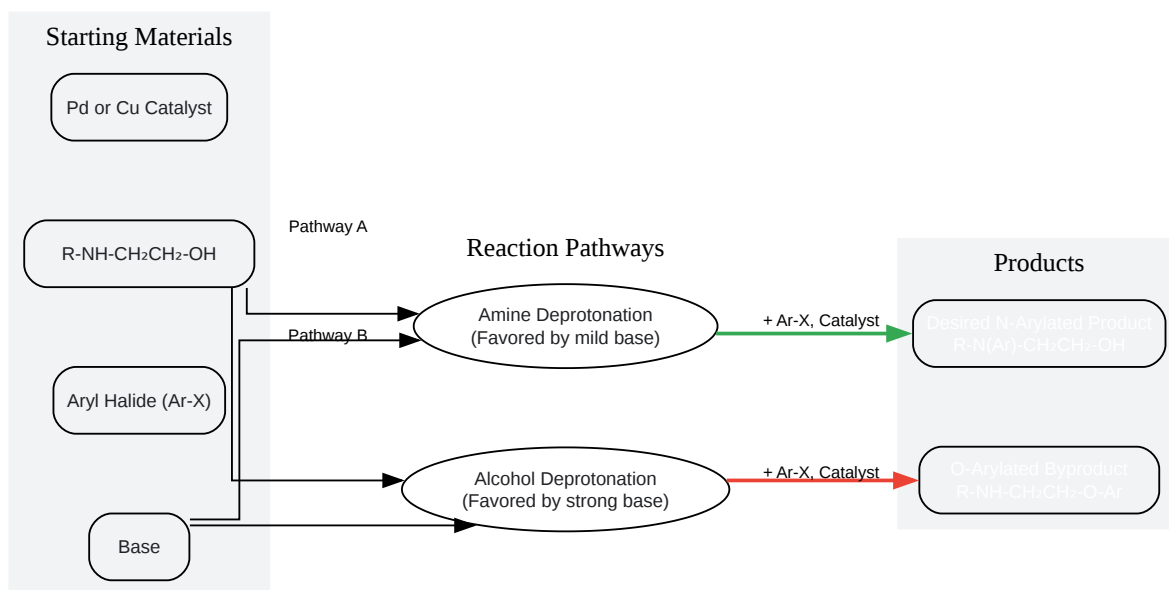 Starting Materials
Pd or Cu Catalyst
R-NH-CH₂CH₂-OH
Aryl Halide (Ar-X)
Base
Pathway A
Pathway B
Reaction Pathways
Amine Deprotonation
(Favored by mild base)
Alcohol Deprotonation
(Favored by strong base)
+ Ar-X, Catalyst
+ Ar-X, Catalyst
Products
Desired N-Arylated Product
R-N(Ar)-CH₂CH₂-OH
O-Arylated Byproduct
R-NH-CH₂CH₂-O-Ar